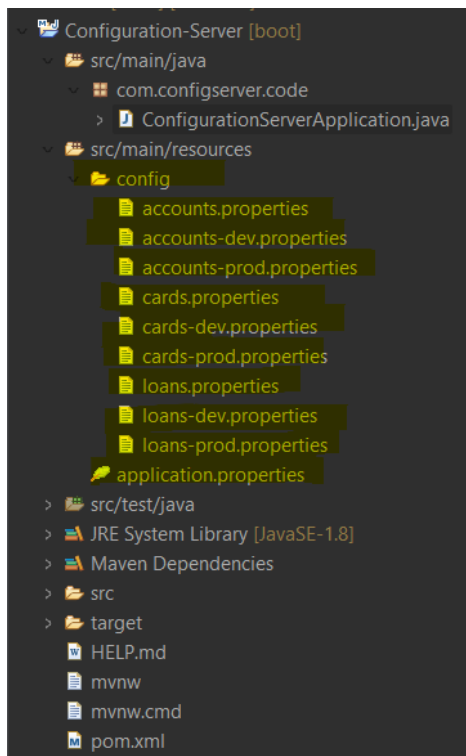 Configuration-Server [boot]
src/main/java
com.configserver.code
ConfigurationServerApplication.java
src/main/resources
config
accounts.properties
accounts-dev.properties
accounts-prod.properties
cards.properties
cards-dev.properties
cards-prod.properties
loans.properties
loans-dev.properties
loans-prod.properties
application.properties
src/test/java
JRE System Library [JavaSE-1.8]
Maven Dependencies
src
target
HELP.md
mvnw
mvnw.cmd
pom.xml